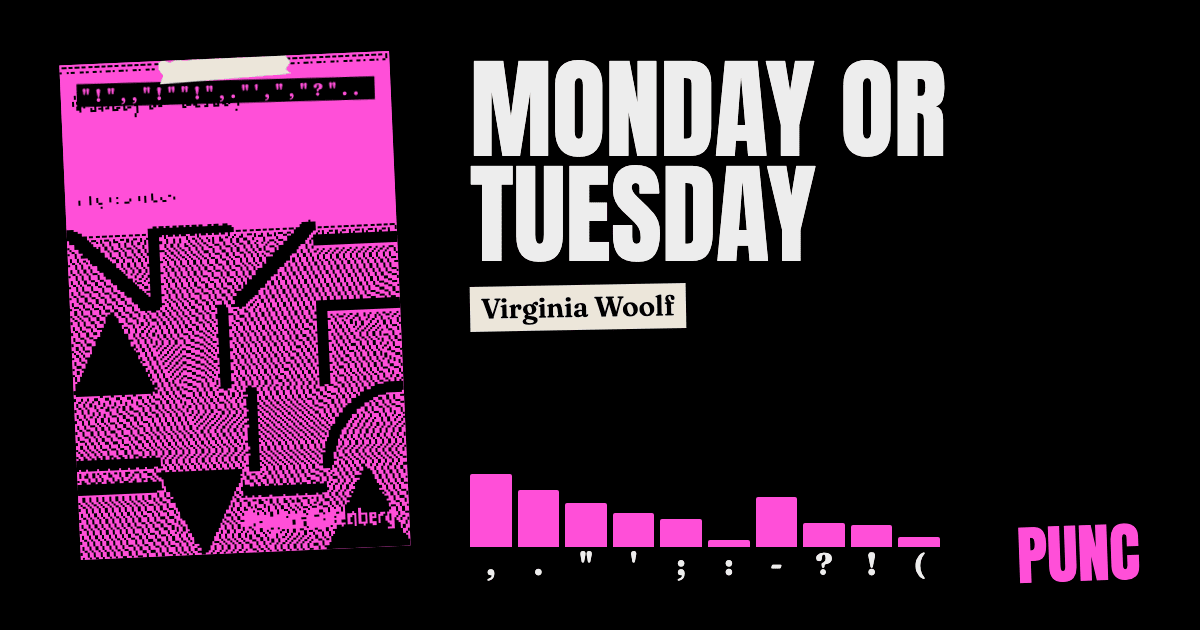 "!",,"!""!",."',","?"..
MONDAY OR
TUESDAY
Virginia Woolf
, . " ' ; : - ? ! (
PUNC